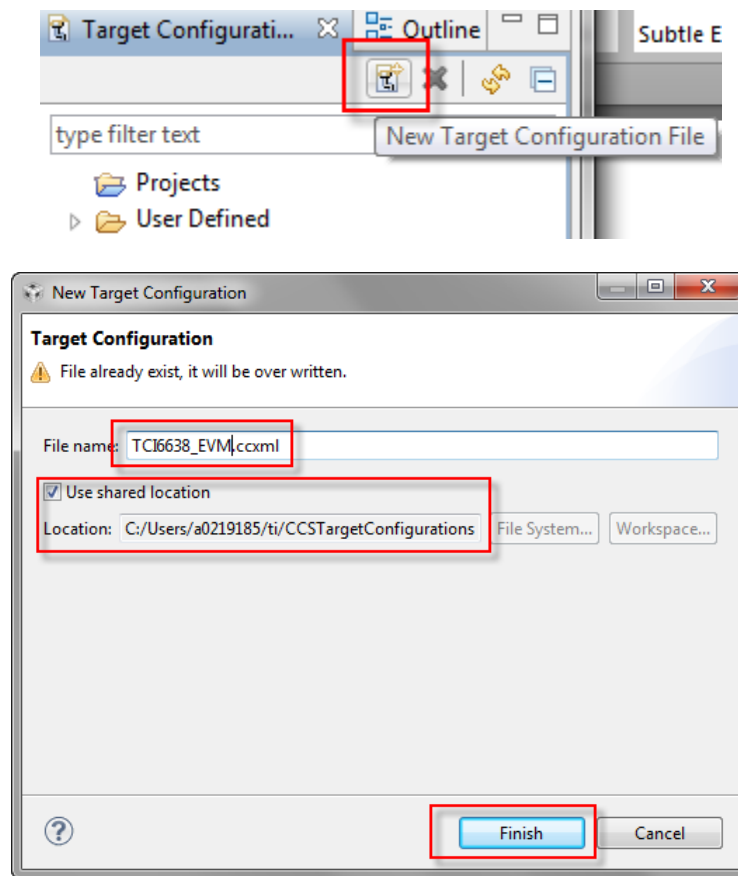 Target Configurati... Outline
Subtle E
type filter text
New Target Configuration File
Projects
User Defined
New Target Configuration
Target Configuration
File already exist, it will be over written.
File name: TCI6638_EVM.ccxml
Use shared location
Location: C:/Users/a0219185/ti/CCSTargetConfigurations File System... Workspace...
Finish Cancel